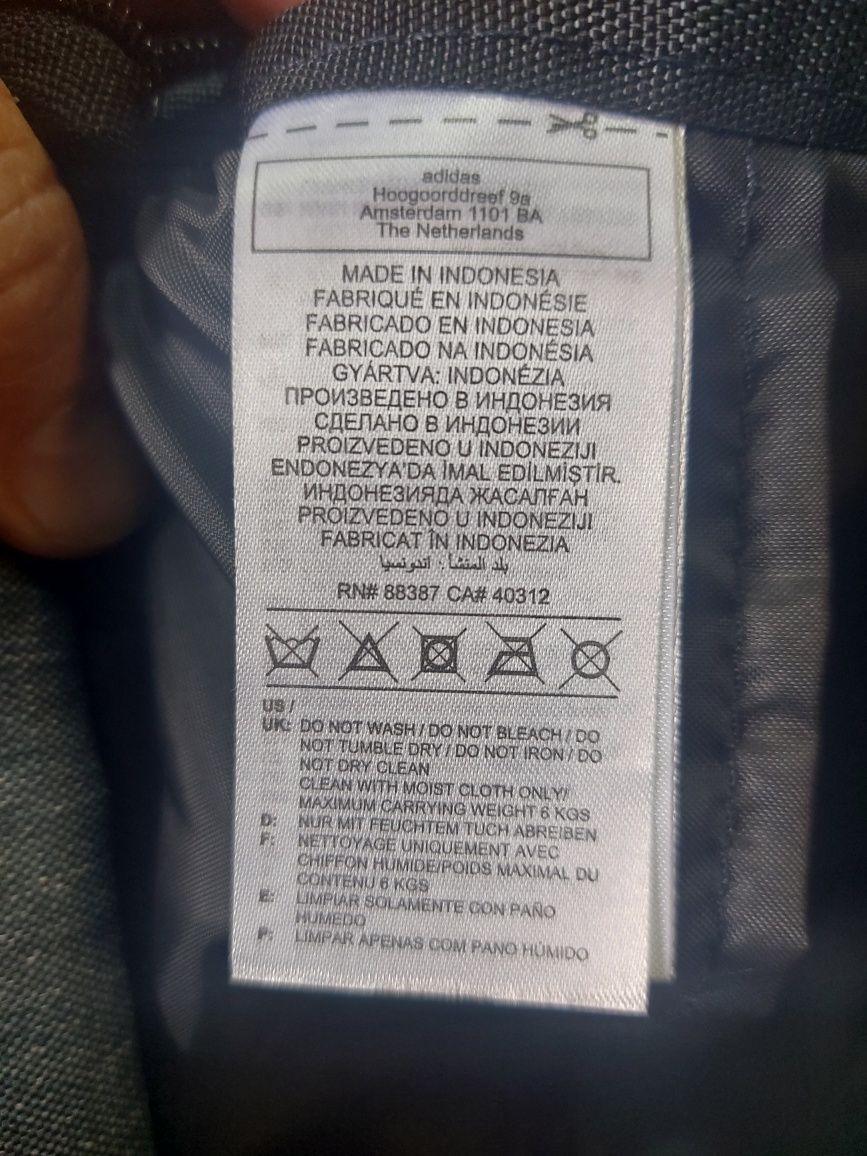 adidas
Hoogoorddreef 9a
Amsterdam 1101 BA
The Netherlands
MADE IN INDONESIA
FABRIQUÉ EN INDONÉSIE
FABRICADO EN INDONESIA
FABRICADO NA INDONÉSIA
GYÁRTVA: INDONÉZIA
ПРОИЗВЕДЕНО В ИНДОНЕЗИЯ
СДЕЛАНО В ИНДОНЕЗИИ
PROIZVEDENO U INDONEZIJI
ENDONEZYA'DA İMAL EDİLMİŞTİR.
ИНДОНЕЗИЯДА ЖАСАЛҒАН
PROIZVEDENO U INDONEZIJI
FABRICAT ÎN INDONEZIA
بلد المنشأ: اندونسيا
RN# 88387 CA# 40312
US /
UK: DO NOT WASH / DO NOT BLEACH / DO
NOT TUMBLE DRY / DO NOT IRON / DO
NOT DRY CLEAN
CLEAN WITH MOIST CLOTH ONLY/
MAXIMUM CARRYING WEIGHT 6 KGS
D: NUR MIT FEUCHTEM TUCH ABREIBEN
F: NETTOYAGE UNIQUEMENT AVEC
CHIFFON HUMIDE/POIDS MAXIMAL DU
CONTENU 6 KGS
E: LIMPIAR SOLAMENTE CON PAÑO
HUMEDO
P: LIMPAR APENAS COM PANO HÚMIDO